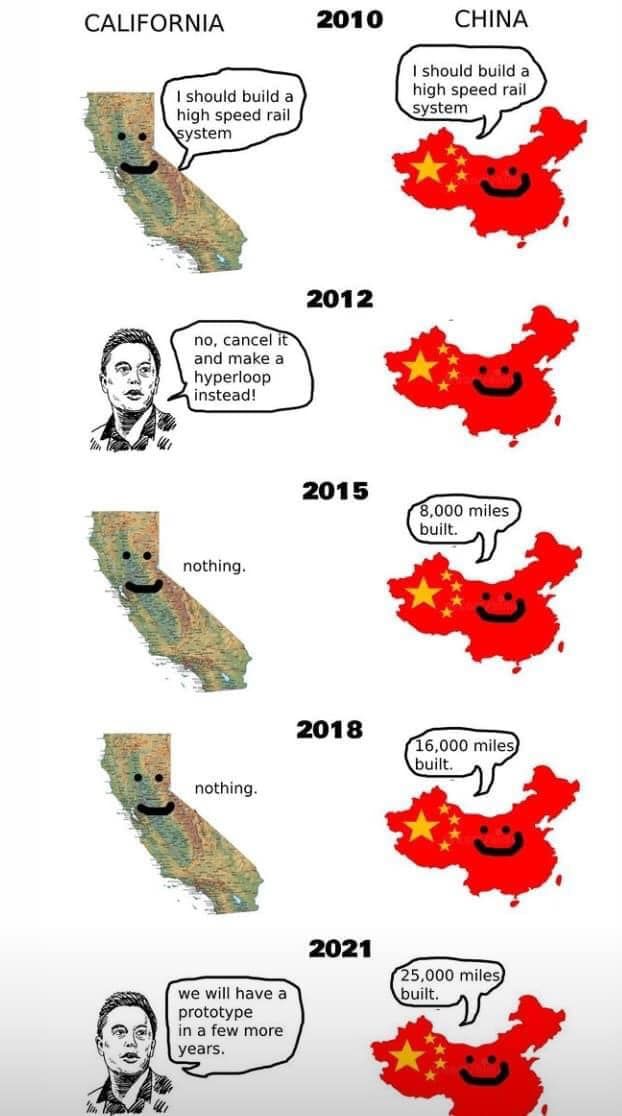 CALIFORNIA 2010 CHINA
I should build a
high speed rail
system
I should build a
high speed rail
system
2012
no, cancel it
and make a
hyperloop
instead!
2015
nothing.
8,000 miles
built.
2018
nothing.
16,000 miles
built.
2021
we will have a
prototype
in a few more
years.
25,000 miles
built.